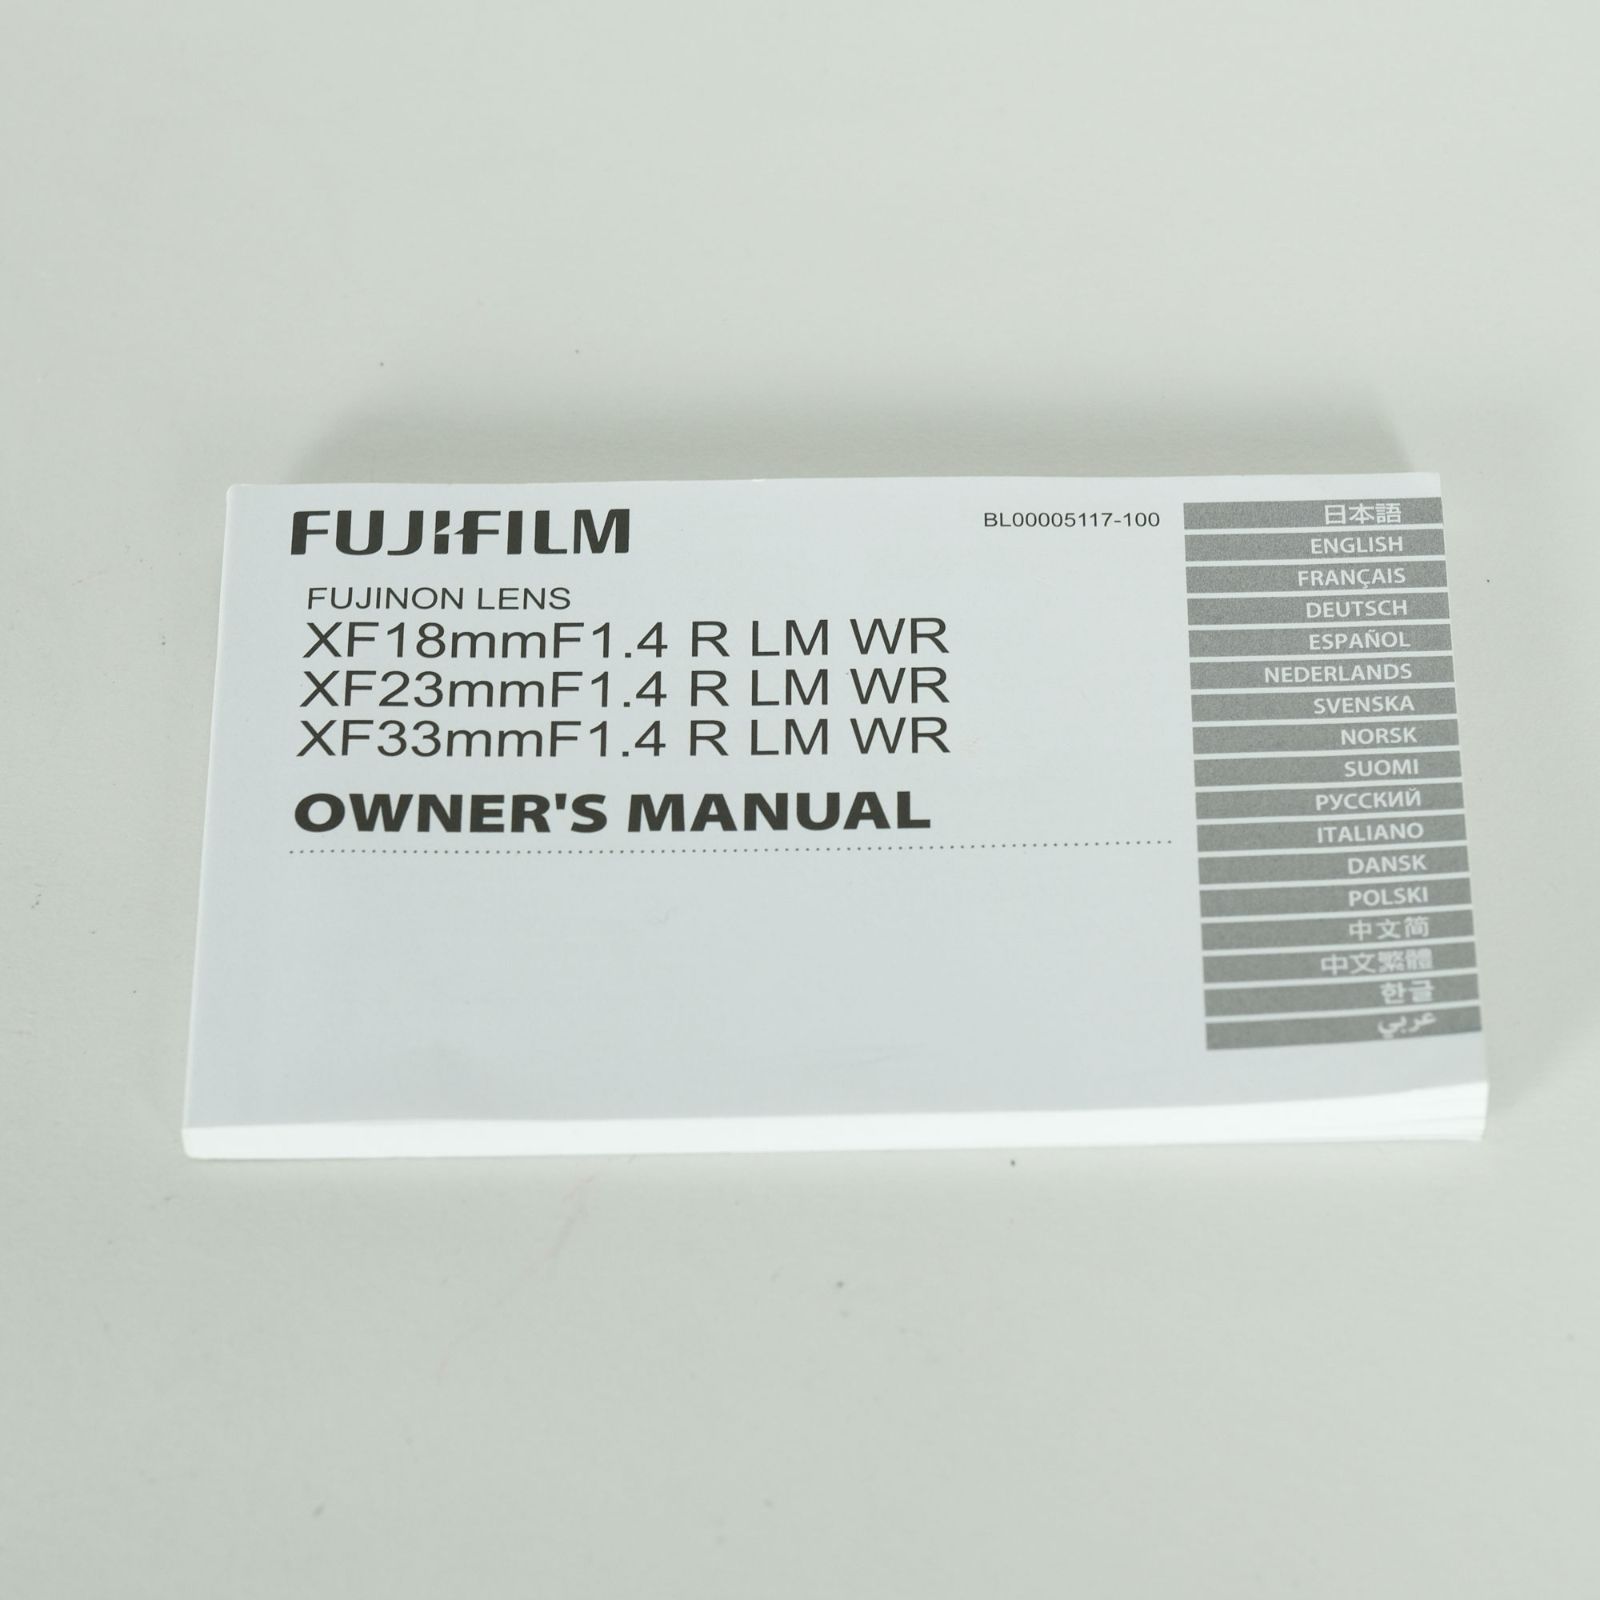 FUJIFILM
BL00005117-100
FUJINON LENS
XF18mmF1.4 R LM WR
XF23mmF1.4 R LM WR
XF33mmF1.4 R LM WR
OWNER'S MANUAL
日本語
ENGLISH
FRANÇAIS
DEUTSCH
ESPAÑOL
NEDERLANDS
SVENSKA
NORSK
SUOMI
РУССКИЙ
ITALIANO
DANSK
POLSKI
中文简
中文繁體
한글
عربي